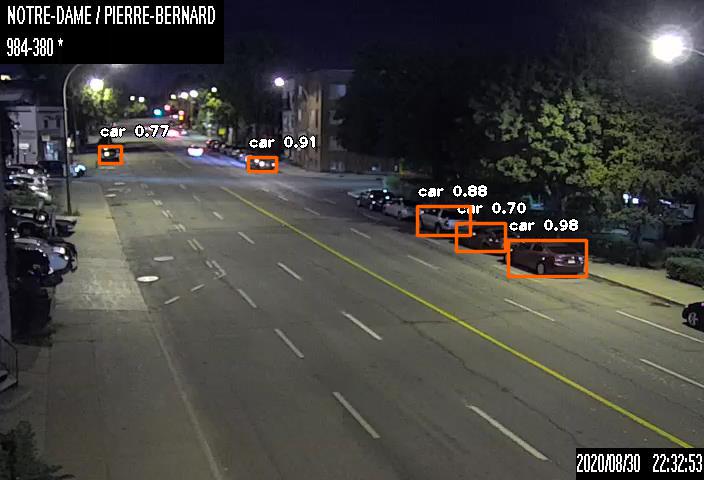 NOTRE-DAME / PIERRE-BERNARD
984-380 *
car 0.77
car 0.91
car 0.88
car 0.70
car 0.98
2020/08/30 22:32:53